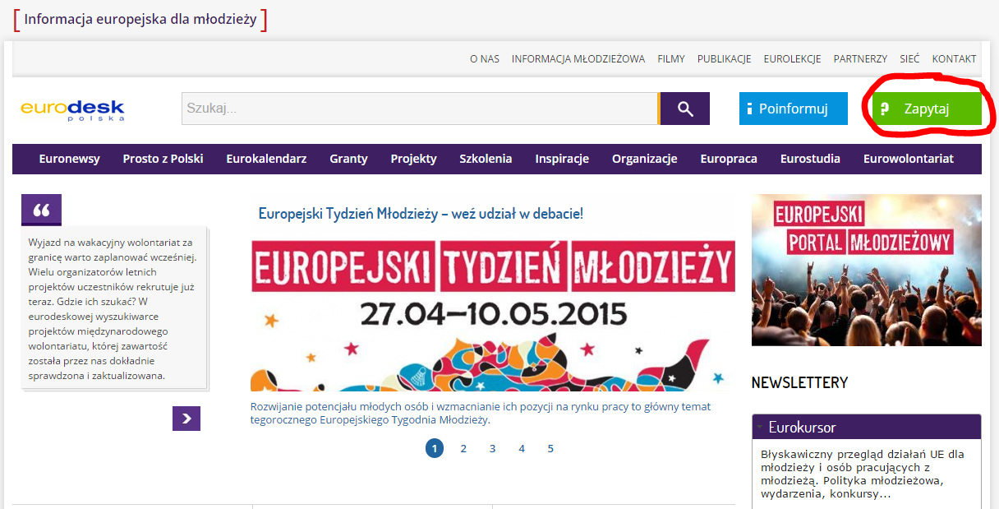 [ Informacja europejska dla młodzieży ]
O NAS INFORMACJA MŁODZIEŻOWA FILMY PUBLIKACJE EUROLEKCJE PARTNERZY SIEĆ KONTAKT
eurodesk
polska
Szukaj...
Poinformuj
? Zapytaj
Euronewsy Prosto z Polski Eurokalendarz Granty Projekty Szkolenia Inspiracje Organizacje Europraca Eurostudia Eurowolontariat
“
Wyjazd na wakacyjny wolontariat za
granicę warto zaplanować wcześniej.
Wielu organizatorów letnich
projektów uczestników rekrutuje już
teraz. Gdzie ich szukać? W
eurodeskowej wyszukiwarce
projektów międzynarodowego
wolontariatu, której zawartość
została przez nas dokładnie
sprawdzona i zaktualizowana.
Europejski Tydzień Młodzieży – weź udział w debacie!
EUROPEJSKI TYDZIEŃ MŁODZIEŻY
27.04–10.05.2015
Rozwijanie potencjału młodych osób i wzmacnianie ich pozycji na rynku pracy to główny temat
tegorocznego Europejskiego Tygodnia Młodzieży.
1 2 3 4 5
EUROPEJSKI
PORTAL MŁODZIEŻOWY
NEWSLETTERY
Eurokursor
Błyskawiczny przegląd działań UE dla
młodzieży i osób pracujących z
młodzieżą. Polityka młodzieżowa,
wydarzenia, konkursy...